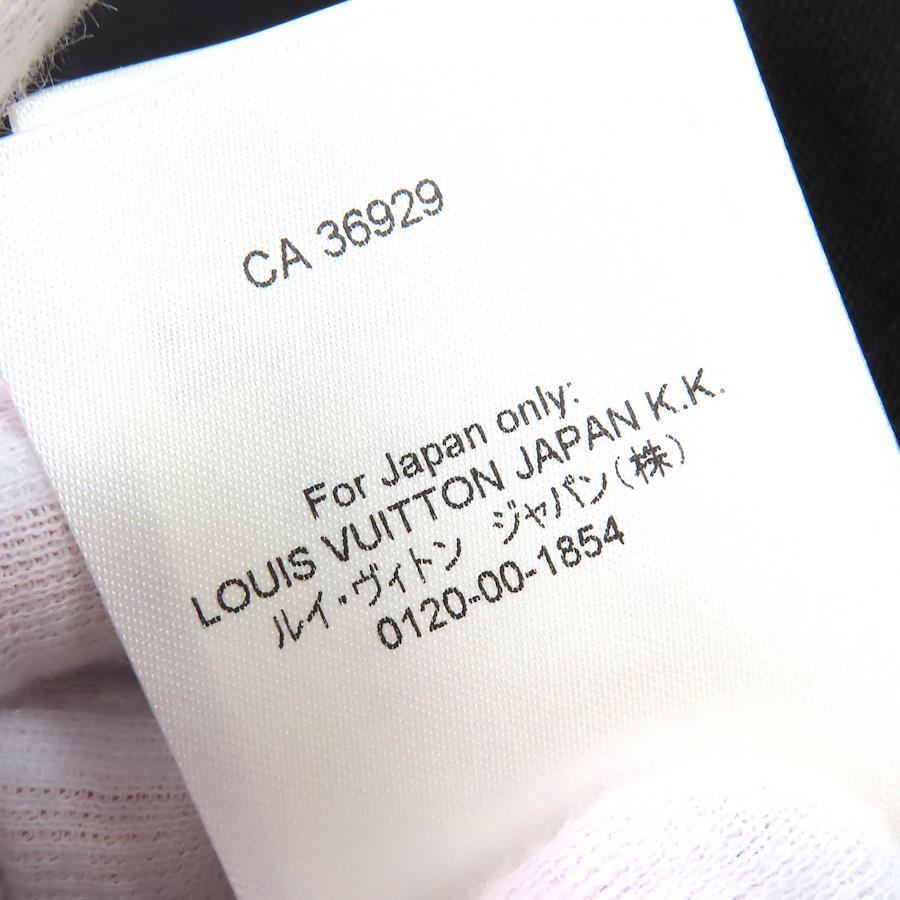 CA 36929
For Japan only:
LOUIS VUITTON JAPAN K.K.
ルイ・ヴィトン ジャパン(株)
0120-00-1854